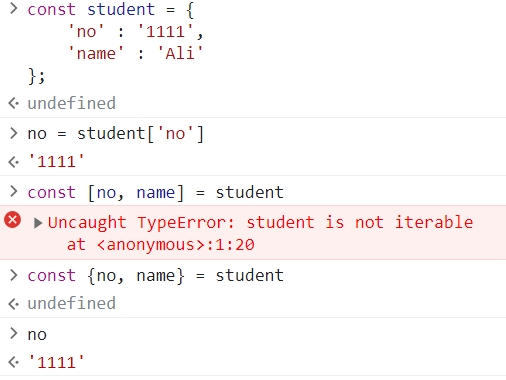 const student = {
'no' : '1111',
'name' : 'Ali'
};
undefined
no = student['no']
'1111'
const [no, name] = student
Uncaught TypeError: student is not iterable
at <anonymous>:1:20
const {no, name} = student
undefined
no
'1111'